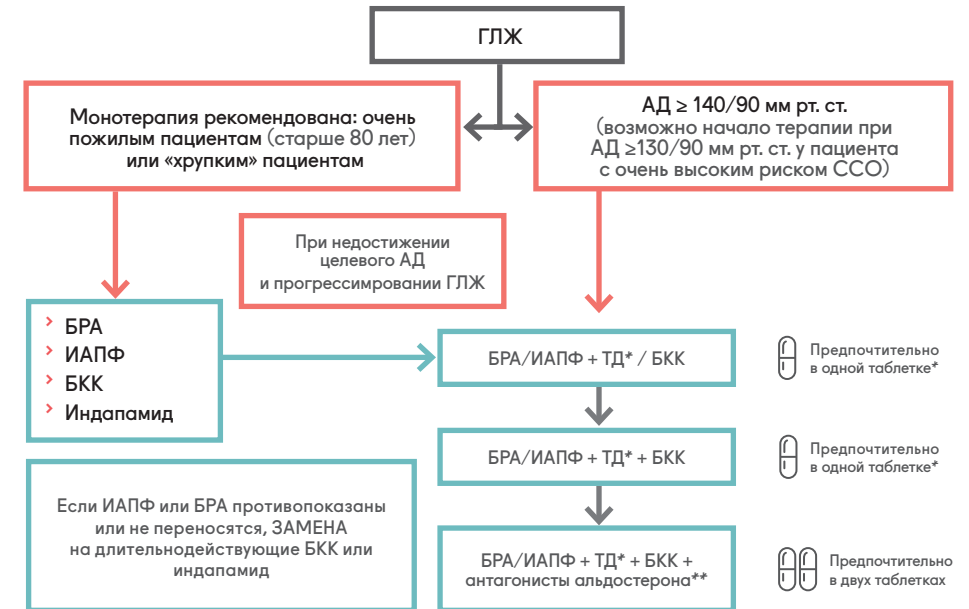 ГЛЖ
Монотерапия рекомендована: очень
пожилым пациентам (старше 80 лет)
или «хрупким» пациентам
АД ≥ 140/90 мм рт. ст.
(возможно начало терапии при
АД ≥130/90 мм рт. ст. у пациента
с очень высоким риском ССО)
При недостижении
целевого АД
и прогрессимровании ГЛЖ
БРА
ИАПФ
БКК
Индапамид
БРА/ИАПФ + ТД* / БКК
Предпочтительно
в одной таблетке*
БРА/ИАПФ + ТД* + БКК
Предпочтительно
в одной таблетке*
Если ИАПФ или БРА противопоказаны
или не переносятся, ЗАМЕНА
на длительнодействующие БКК или
индапамид
БРА/ИАПФ + ТД* + БКК +
антагонисты альдостерона**
Предпочтительно
в двух таблетках